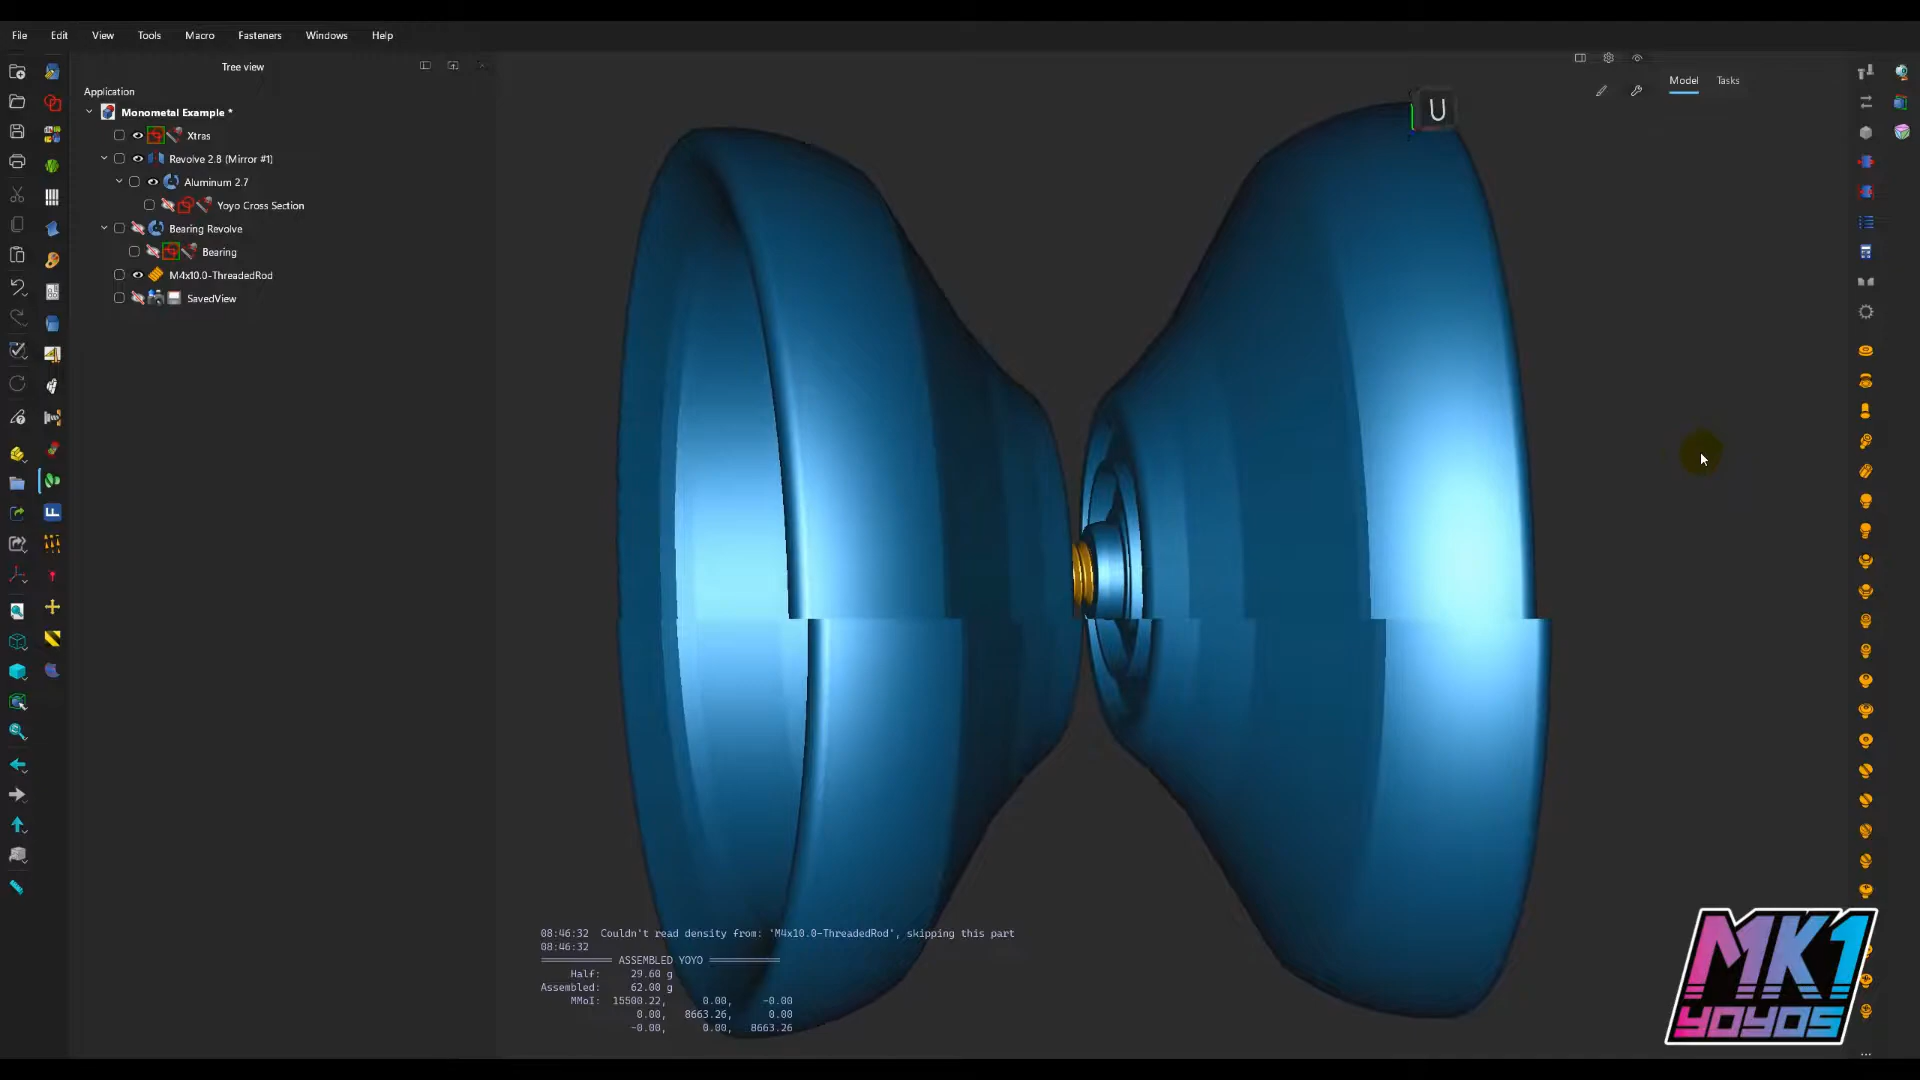 File Edit View Tools Macro Fasteners Windows Help
Tree view
Model Tasks
Application
U
Monometal Example *
Xtras
Revolve 2.8 (Mirror #1)
Aluminum 2.7
Yoyo Cross Section
Bearing Revolve
Bearing
M4x10.0-ThreadedRod
SavedView
08:46:32 Couldn't read density from: 'M4x10.0-ThreadedRod', skipping this part
08:46:32
═══════════ ASSEMBLED YOYO ═══════════
Half: 29.60 g
Assembled: 62.00 g
MMoI: 15500.22, 0.00, -0.00
0.00, 8663.26, 0.00
-0.00, 0.00, 8663.26
MK1
YOYOS